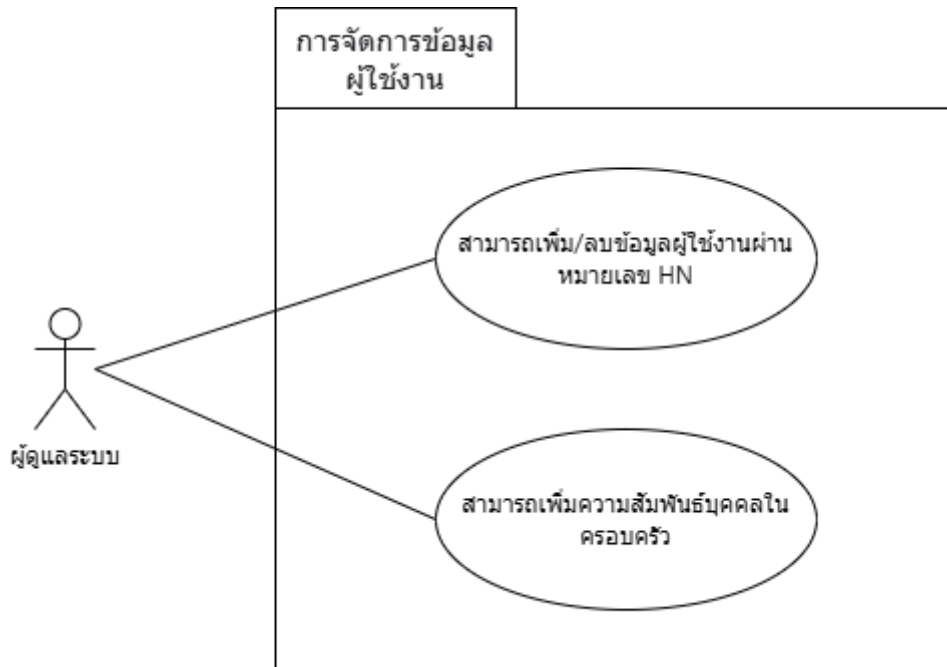 การจัดการข้อมูล
ผู้ใช้งาน
สามารถเพิ่ม/ลบข้อมูลผู้ใช้งานผ่าน
หมายเลข HN
ผู้ดูแลระบบ
สามารถเพิ่มความสัมพันธ์บุคคลใน
ครอบครัว